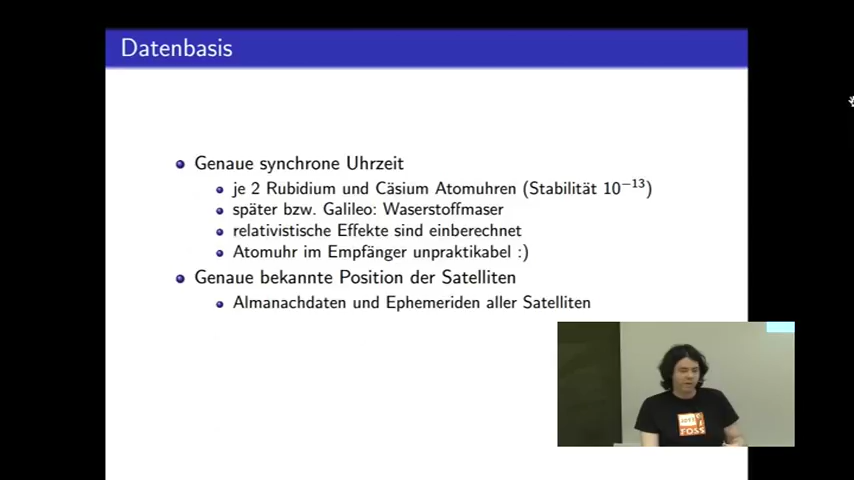 Datenbasis
Genaue synchrone Uhrzeit
je 2 Rubidium und Cäsium Atomuhren (Stabilität 10⁻¹³)
später bzw. Galileo: Waserstoffmaser
relativistische Effekte sind einberechnet
Atomuhr im Empfänger unpraktikabel :)
Genaue bekannte Position der Satelliten
Almanachdaten und Ephemeriden aller Satelliten
FOSS